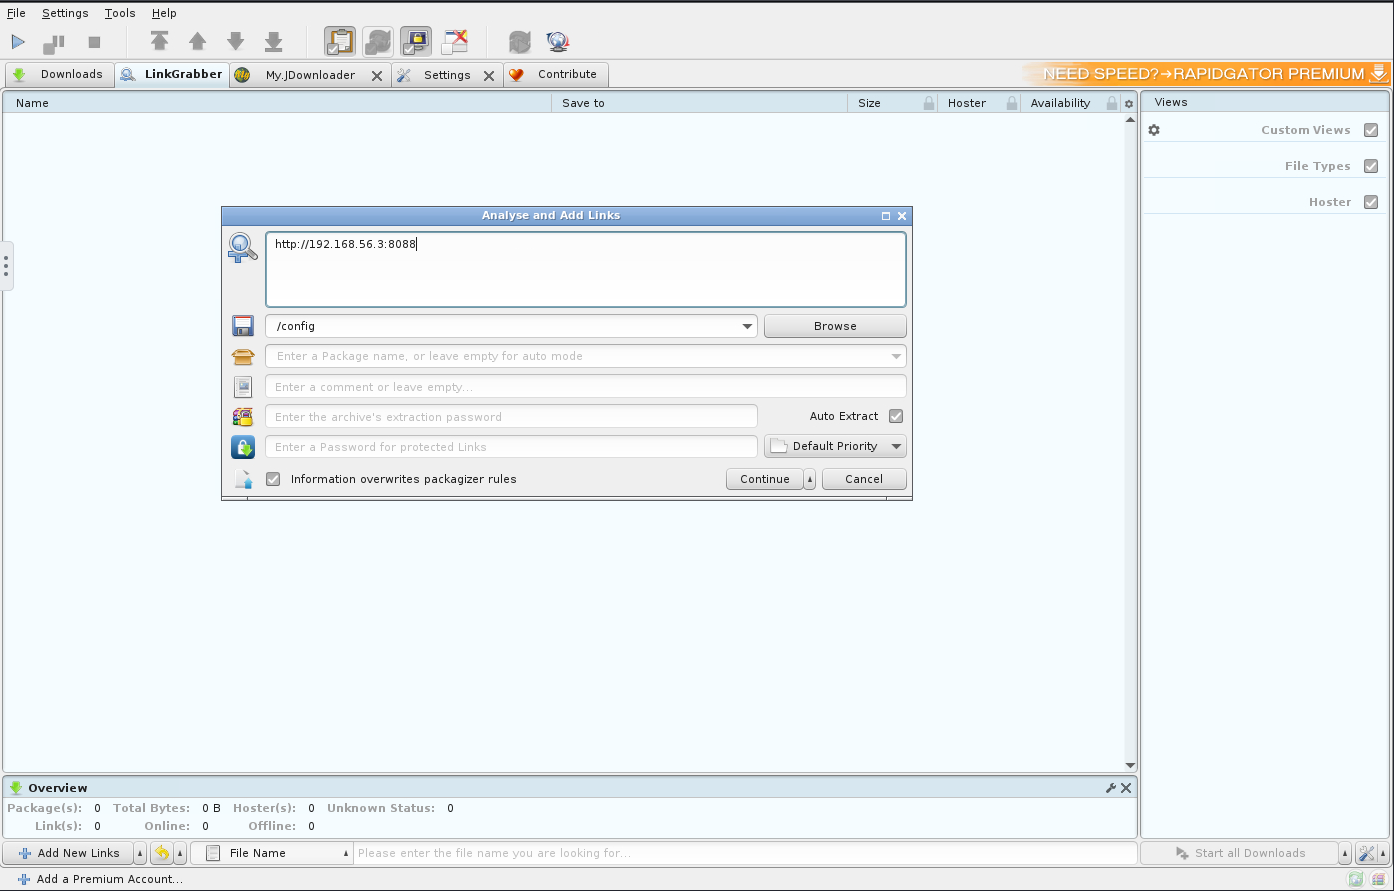 File Settings Tools Help
Downloads LinkGrabber My.JDownloader Settings Contribute NEED SPEED?→RAPIDGATOR PREMIUM
Name Save to Size Hoster Availability Views
Custom Views
File Types
Hoster
Analyse and Add Links
http://192.168.56.3:8088
/config Browse
Enter a Package name, or leave empty for auto mode
Enter a comment or leave empty...
Enter the archive's extraction password Auto Extract
Enter a Password for protected Links Default Priority
Information overwrites packagizer rules Continue Cancel
Overview
Package(s): 0 Total Bytes: 0 B Hoster(s): 0 Unknown Status: 0
Link(s): 0 Online: 0 Offline: 0
Add New Links File Name Please enter the file name you are looking for... Start all Downloads
Add a Premium Account...